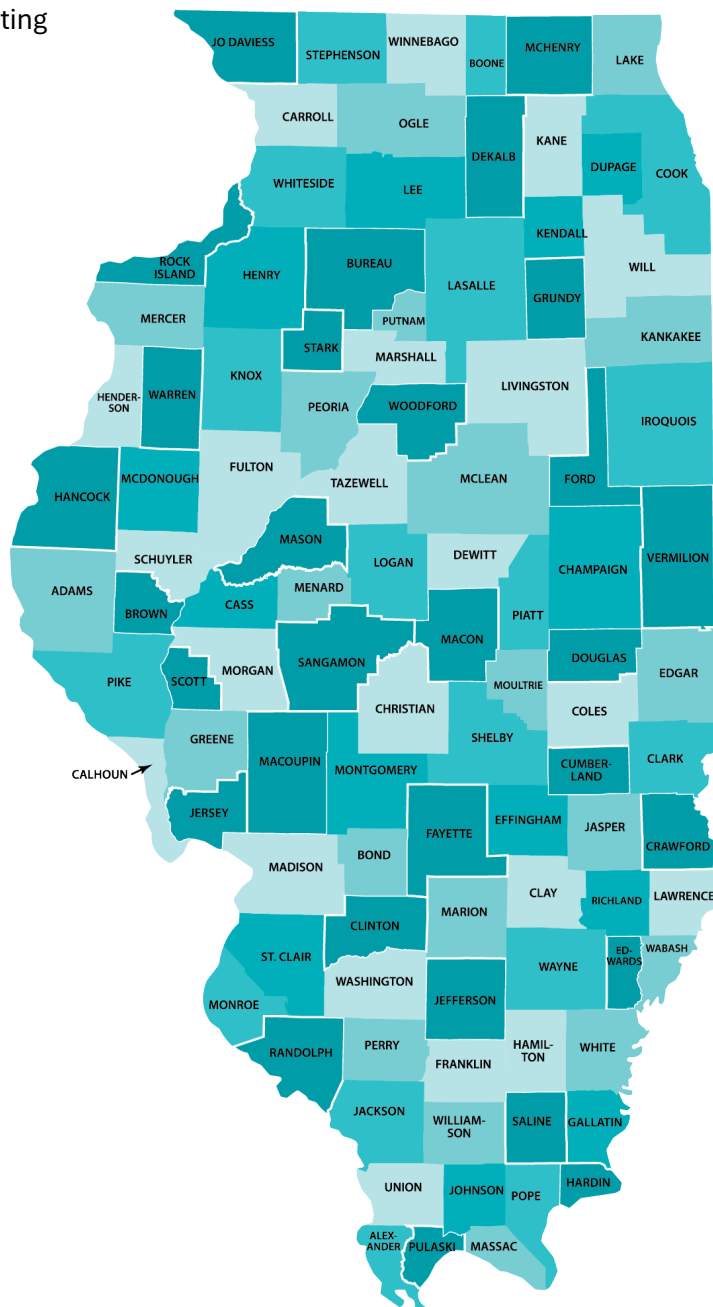 ting
JO DAVIESS
STEPHENSON
WINNEBAGO
BOONE
MCHENRY
LAKE
CARROLL
OGLE
DEKALB
KANE
DUPAGE
COOK
WHITESIDE
LEE
KENDALL
ROCK
ISLAND
HENRY
BUREAU
LASALLE
GRUNDY
WILL
MERCER
PUTNAM
KANKAKEE
STARK
MARSHALL
HENDER-
SON
WARREN
KNOX
PEORIA
WOODFORD
LIVINGSTON
IROQUOIS
HANCOCK
MCDONOUGH
FULTON
TAZEWELL
MCLEAN
FORD
SCHUYLER
MASON
LOGAN
DEWITT
CHAMPAIGN
VERMILION
ADAMS
BROWN
CASS
MENARD
PIATT
MACON
PIKE
SCOTT
MORGAN
SANGAMON
DOUGLAS
EDGAR
MOULTRIE
CHRISTIAN
COLES
GREENE
CALHOUN
MACOUPIN
MONTGOMERY
SHELBY
CUMBER-
LAND
CLARK
JERSEY
FAYETTE
EFFINGHAM
JASPER
CRAWFORD
MADISON
BOND
CLAY
RICHLAND
LAWRENCE
CLINTON
MARION
ST. CLAIR
WASHINGTON
WAYNE
ED-
WARDS
WABASH
MONROE
JEFFERSON
RANDOLPH
PERRY
FRANKLIN
HAMIL-
TON
WHITE
JACKSON
WILLIAM-
SON
SALINE
GALLATIN
UNION
JOHNSON
POPE
HARDIN
ALEX-
ANDER
PULASKI
MASSAC